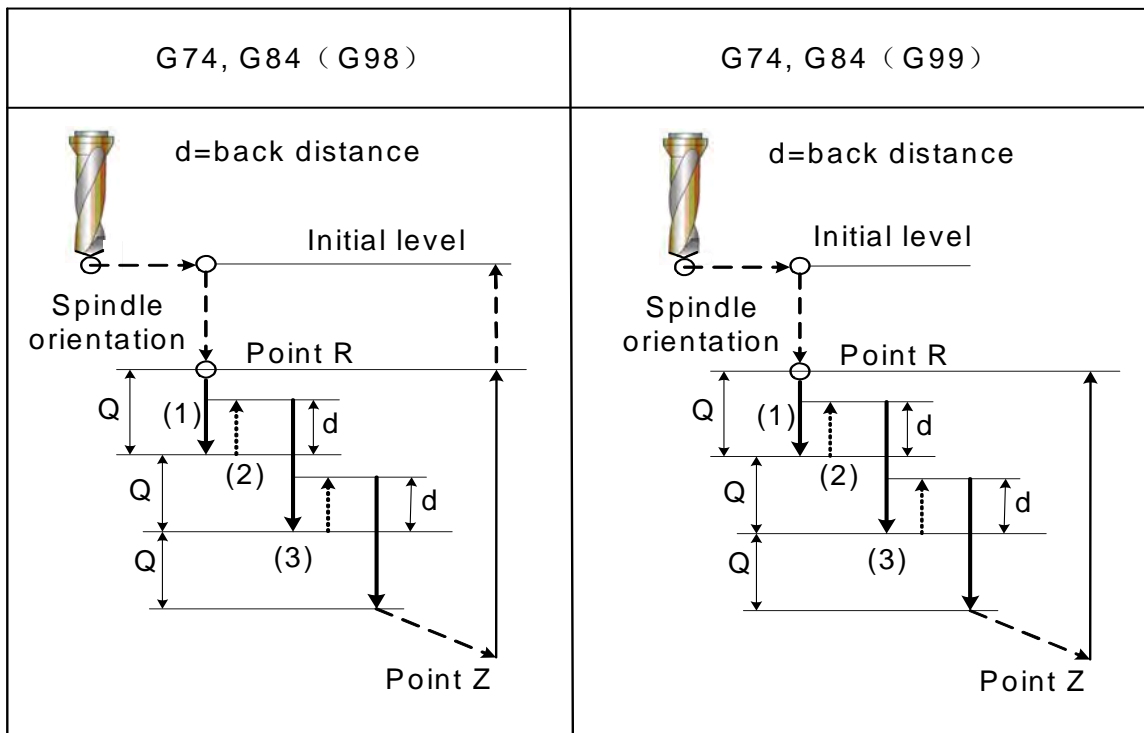 G74, G84（G98）
d=back distance
Initial level
Spindle
orientation
Point R
Q
(1)
d
(2)
Q
d
(3)
Q
Point Z
G74, G84（G99）
d=back distance
Initial level
Spindle
orientation
Point R
Q
(1)
d
(2)
Q
d
(3)
Q
Point Z